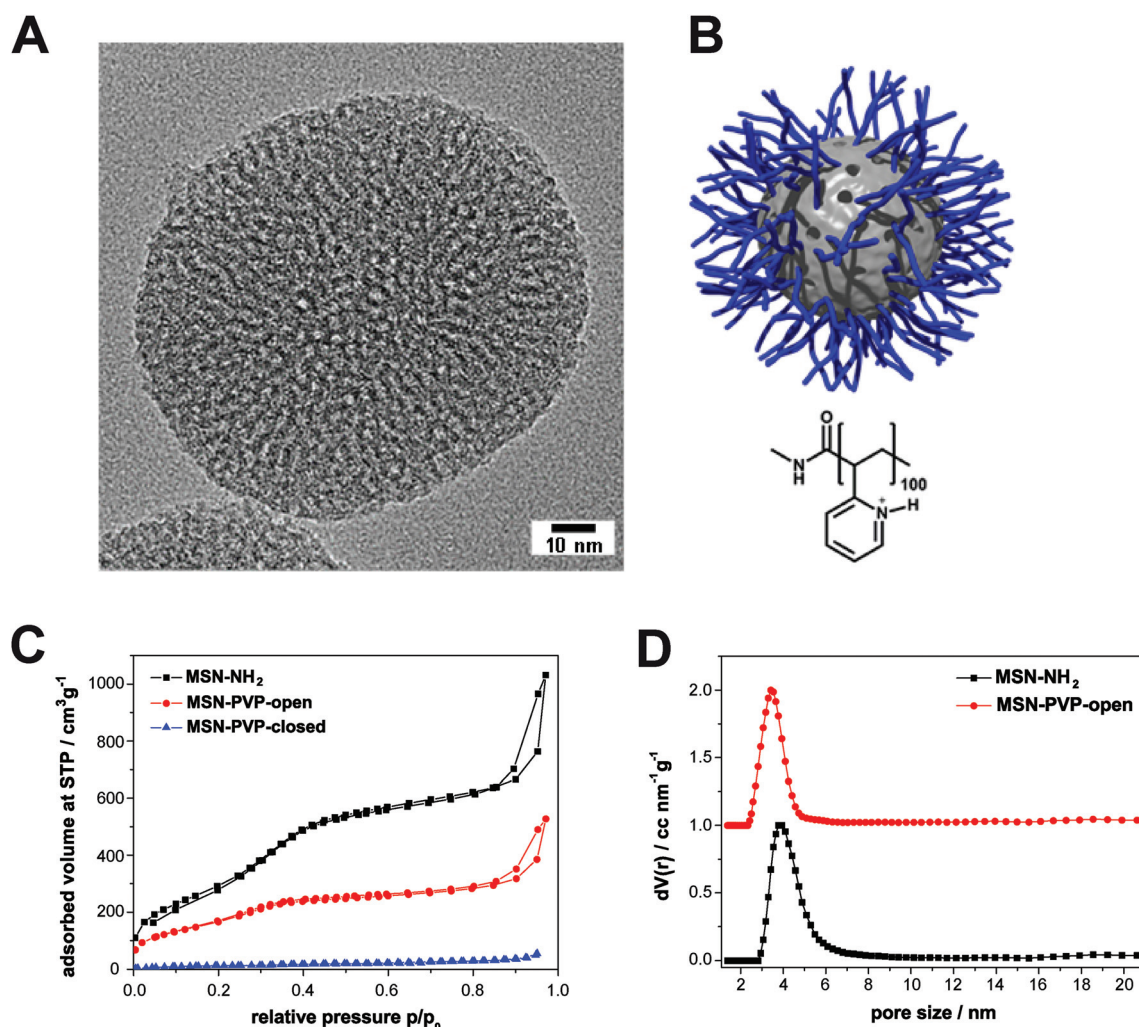 A
10 nm
B
O
N
H
100
+
N
H
C
MSN-NH₂
MSN-PVP-open
MSN-PVP-closed
adsorbed volume at STP / cm³g⁻¹
1000
800
600
400
200
0
0.0 0.2 0.4 0.6 0.8 1.0
relative pressure p/p₀
D
MSN-NH₂
MSN-PVP-open
dV(r) / cc nm⁻¹g⁻¹
2.0
1.5
1.0
0.5
0.0
2 4 6 8 10 12 14 16 18 20
pore size / nm